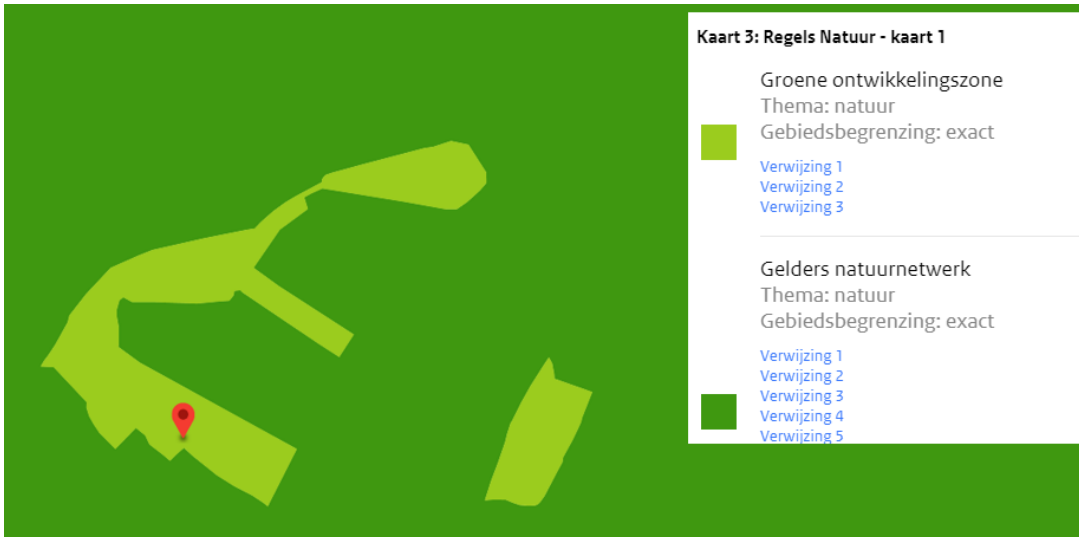 Kaart 3: Regels Natuur - kaart 1
Groene ontwikkelingszone
Thema: natuur
Gebiedsbegrenzing: exact
Verwijzing 1
Verwijzing 2
Verwijzing 3
Gelders natuurnetwerk
Thema: natuur
Gebiedsbegrenzing: exact
Verwijzing 1
Verwijzing 2
Verwijzing 3
Verwijzing 4
Verwijzing 5